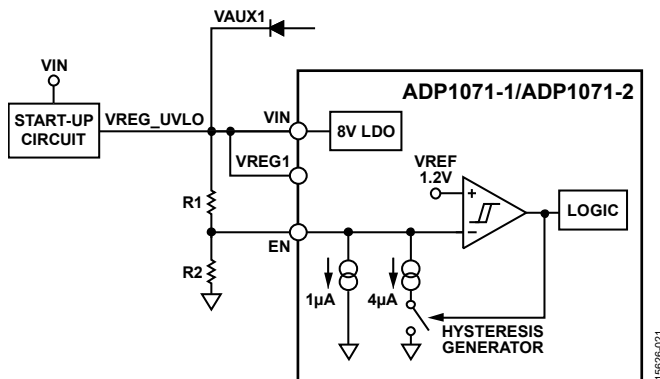 VAUX1
VIN
ADP1071-1/ADP1071-2
START-UP
CIRCUIT
VREG_UVLO
VIN
8V LDO
VREG1
VREF
1.2V
+
–
LOGIC
R1
EN
R2
1µA
4µA
HYSTERESIS
GENERATOR
15626-021